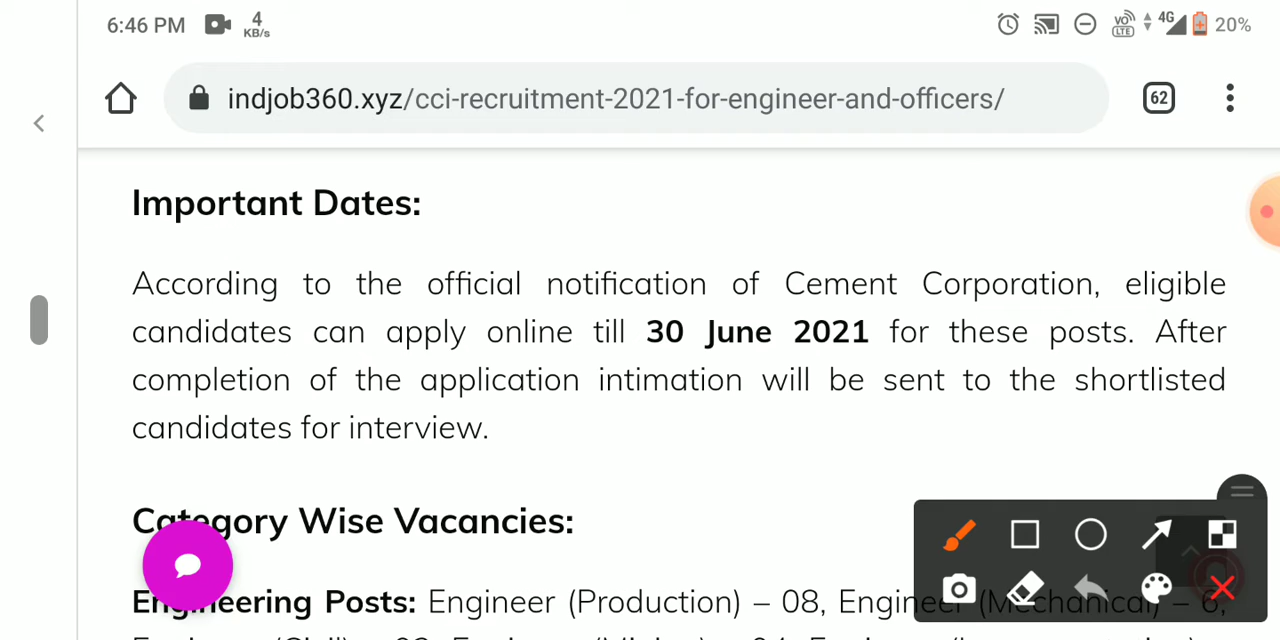 6:46 PM 4 KB/s VO LTE 4G 20%
indjob360.xyz/cci-recruitment-2021-for-engineer-and-officers/ 62
Important Dates:
According to the official notification of Cement Corporation, eligible
candidates can apply online till 30 June 2021 for these posts. After
completion of the application intimation will be sent to the shortlisted
candidates for interview.
Category Wise Vacancies:
Engineering Posts: Engineer (Production) – 08, Engineer (Mechanical) – 6,